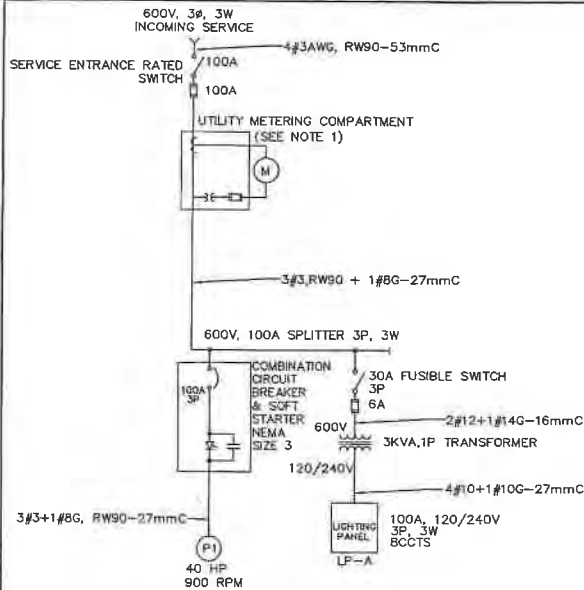 600V, 3ø, 3W
INCOMING SERVICE
4#3AWG, RW90-53mmC
SERVICE ENTRANCE RATED
SWITCH
100A
100A
UTILITY METERING COMPARTMENT
(SEE NOTE 1)
M
3#3,RW90 + 1#8G-27mmC
600V, 100A SPLITTER 3P, 3W
COMBINATION
CIRCUIT
BREAKER
& SOFT
STARTER
NEMA
SIZE 3
100A
3P
30A FUSIBLE SWITCH
3P
6A
2#12+1#14G-16mmC
600V
3KVA,1P TRANSFORMER
120/240V
4#10+1#10G-27mmC
3#3+1#8G, RW90-27mmC
LIGHTING
PANEL
100A, 120/240V
3P, 3W
8CCTS
LP-A
P1
40 HP
900 RPM